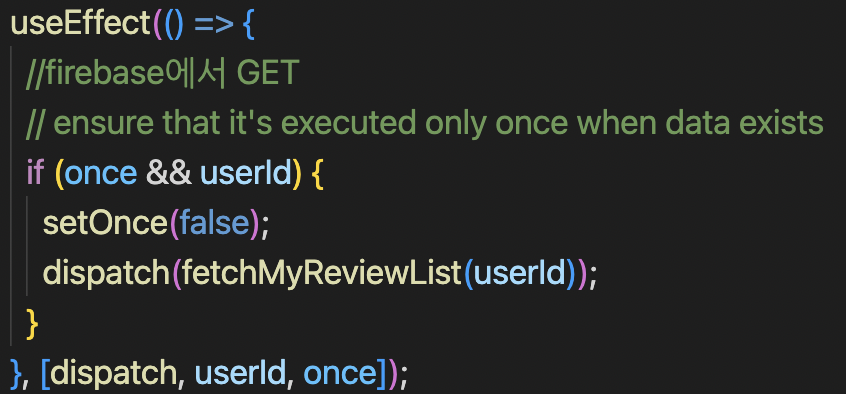 useEffect(() => {
//firebase에서 GET
// ensure that it's executed only once when data exists
if (once && userId) {
setOnce(false);
dispatch(fetchMyReviewList(userId));
}
}, [dispatch, userId, once]);